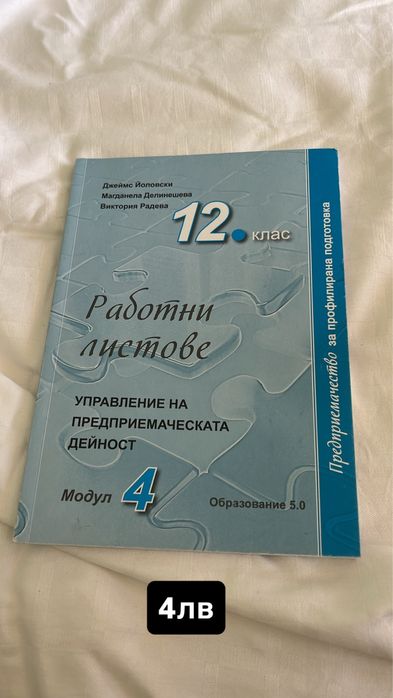 Джеймс Йоловски
Магданела Делинешева
Виктория Радева
12. клас
Работни
листове
УПРАВЛЕНИЕ НА
ПРЕДПРИЕМАЧЕСКАТА
ДЕЙНОСТ
Модул 4
Образование 5.0
Предприемачество за профилирана подготовка
4лв